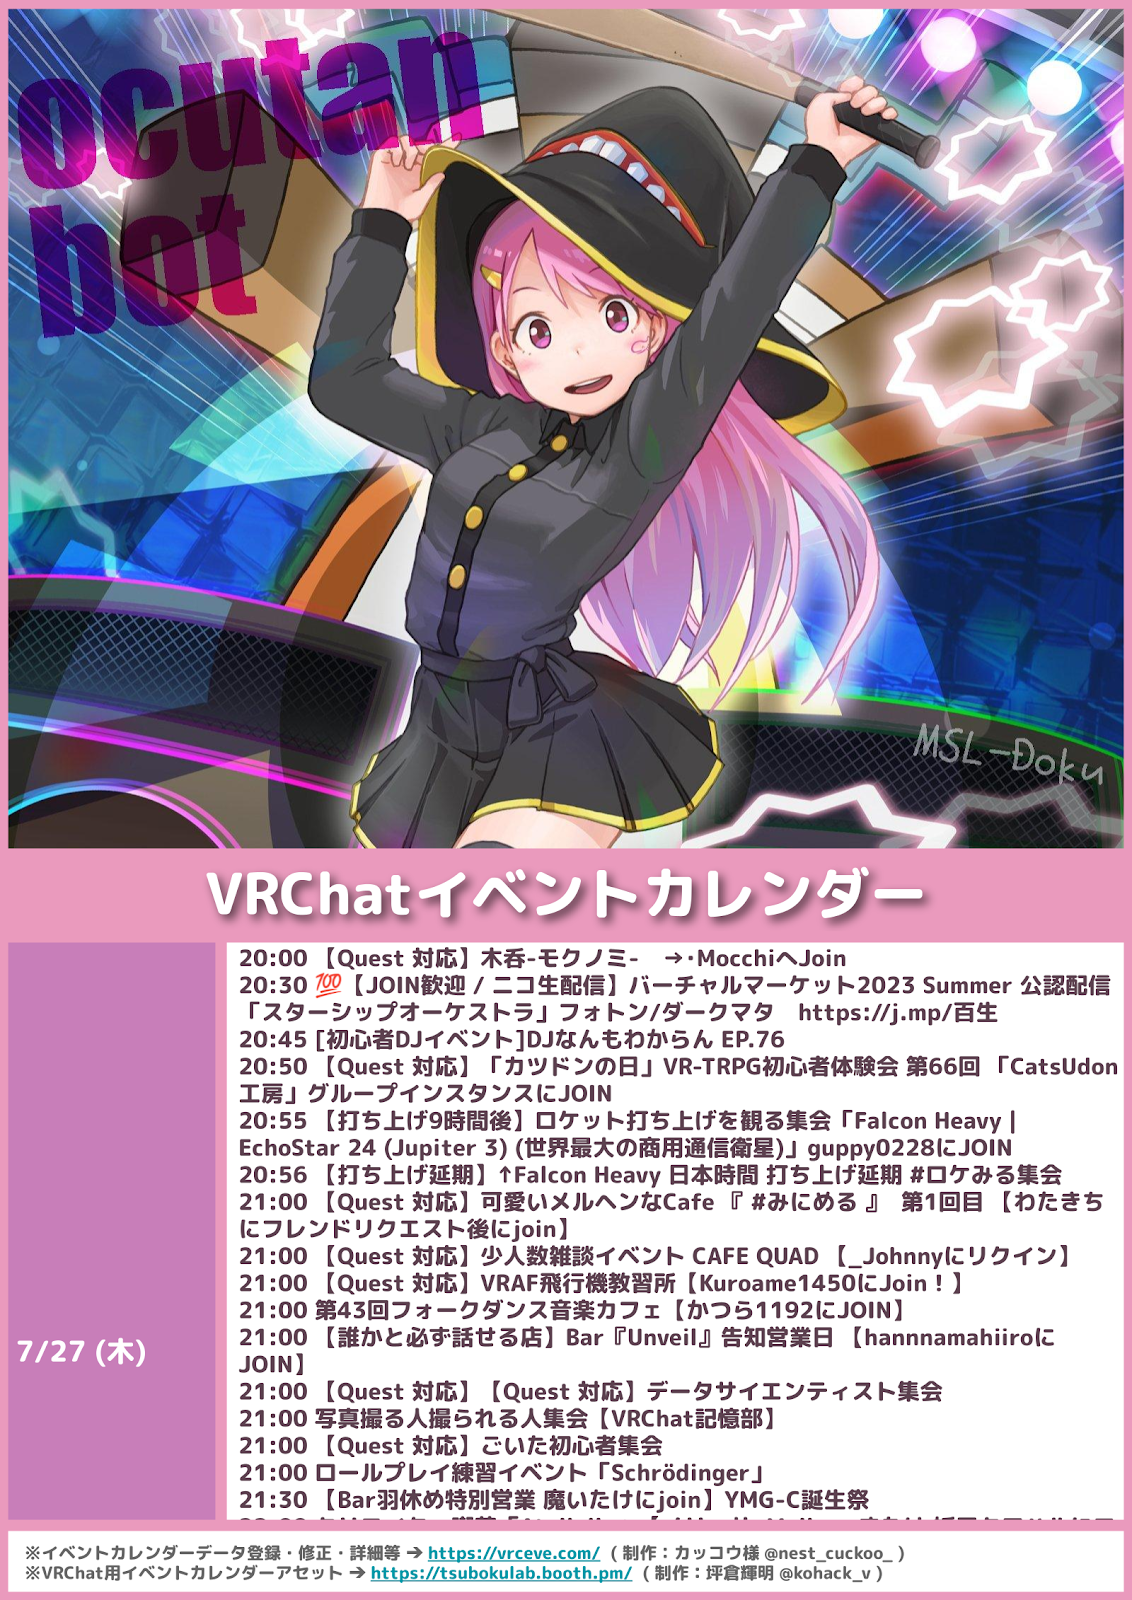 ocutan
bot
MSL-Doku
VRChatイベントカレンダー
7/27 (木)
20:00 【Quest 対応】木呑-モクノミ-　→･MocchiへJoin
20:30 💯【JOIN歓迎 / ニコ生配信】バーチャルマーケット2023 Summer 公認配信
「スターシップオーケストラ」フォトン/ダークマタ　https://j.mp/百生
20:45 [初心者DJイベント]DJなんもわからん EP.76
20:50 【Quest 対応】「カツドンの日」VR-TRPG初心者体験会 第66回 「CatsUdon
工房」グループインスタンスにJOIN
20:55 【打ち上げ9時間後】ロケット打ち上げを観る集会「Falcon Heavy |
EchoStar 24 (Jupiter 3) (世界最大の商用通信衛星)」guppy0228にJOIN
20:56 【打ち上げ延期】↑Falcon Heavy 日本時間 打ち上げ延期 #ロケみる集会
21:00 【Quest 対応】可愛いメルヘンなCafe 『 #みにめる 』 第1回目 【わたきち
にフレンドリクエスト後にjoin】
21:00 【Quest 対応】少人数雑談イベント CAFE QUAD 【_Johnnyにリクイン】
21:00 【Quest 対応】VRAF飛行機教習所【Kuroame1450にJoin！】
21:00 第43回フォークダンス音楽カフェ【かつら1192にJOIN】
21:00 【誰かと必ず話せる店】Bar『Unveil』告知営業日 【hannnamahiiroに
JOIN】
21:00 【Quest 対応】【Quest 対応】データサイエンティスト集会
21:00 写真撮る人撮られる人集会【VRChat記憶部】
21:00 【Quest 対応】ごいた初心者集会
21:00 ロールプレイ練習イベント「Schrödinger」
21:30 【Bar羽休め特別営業 魔いたけにjoin】YMG-C誕生祭
※イベントカレンダーデータ登録・修正・詳細等 ➔ https://vrceve.com/ （制作：カッコウ様 @nest_cuckoo_ ）
※VRChat用イベントカレンダーアセット ➔ https://tsubokulab.booth.pm/ （制作：坪倉輝明 @kohack_v ）